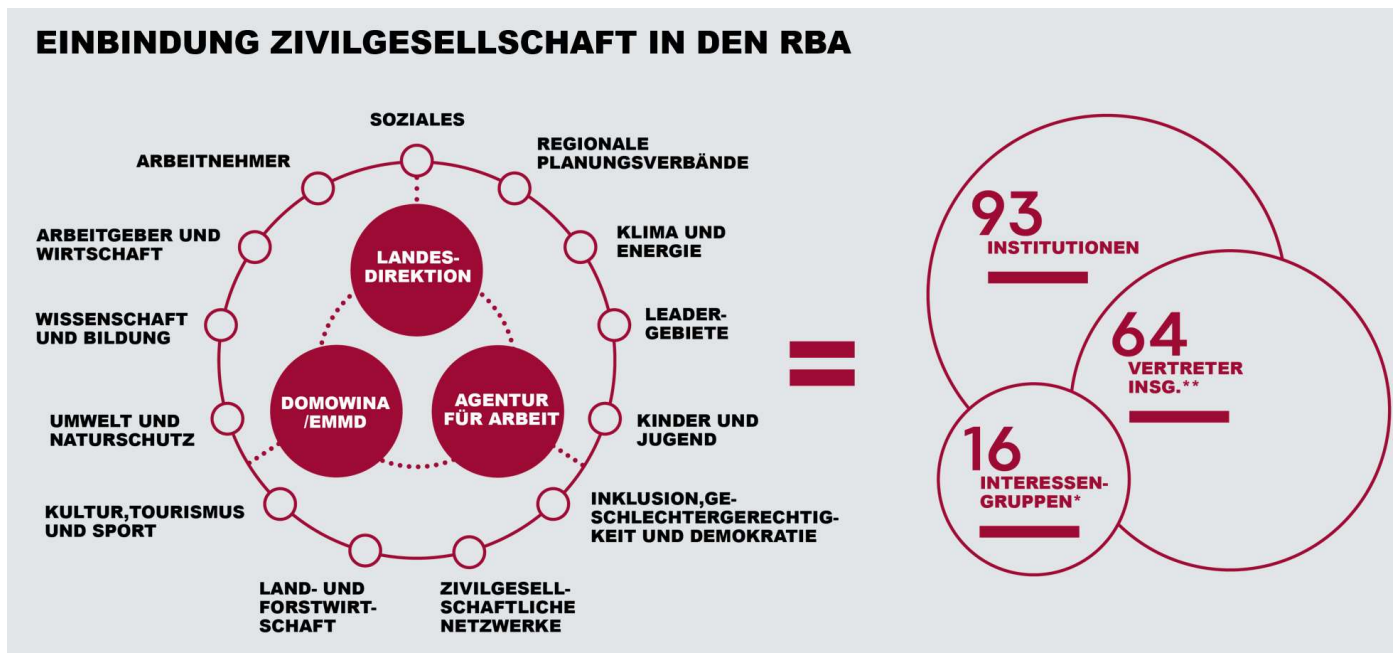 EINBINDUNG ZIVILGESELLSCHAFT IN DEN RBA
SOZIALES
REGIONALE
PLANUNGSVERBÄNDE
KLIMA UND
ENERGIE
LEADER-
GEBIETE
KINDER UND
JUGEND
INKLUSION,GE-
SCHLECHTERGERECHTIG-
KEIT UND DEMOKRATIE
ZIVILGESELL-
SCHAFTLICHE
NETZWERKE
LAND- UND
FORSTWIRT-
SCHAFT
KULTUR,TOURISMUS
UND SPORT
UMWELT UND
NATURSCHUTZ
WISSENSCHAFT
UND BILDUNG
ARBEITGEBER UND
WIRTSCHAFT
ARBEITNEHMER
LANDES-
DIREKTION
DOMOWINA
/EMMD
AGENTUR
FÜR ARBEIT
=
93
INSTITUTIONEN
64
VERTRETER
INSG.**
16
INTERESSEN-
GRUPPEN*